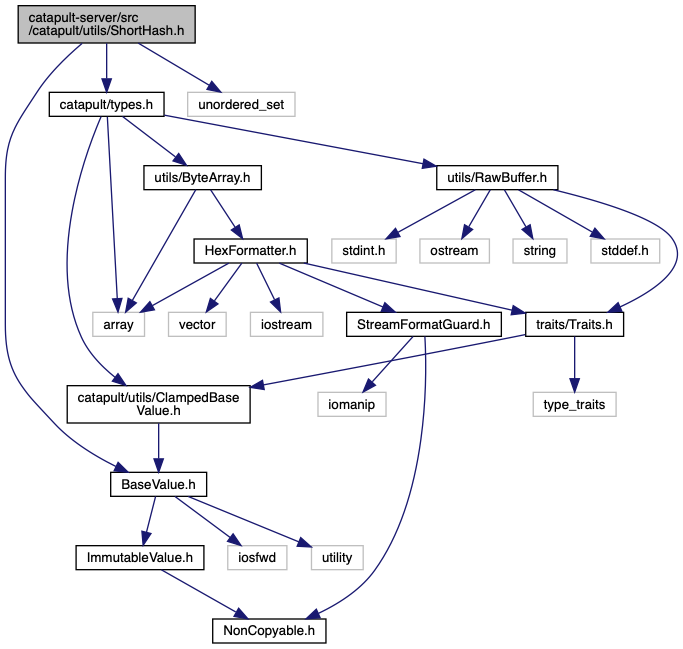 catapult-server/src
/catapult/utils/ShortHash.h
catapult/types.h
unordered_set
utils/ByteArray.h
utils/RawBuffer.h
HexFormatter.h
stdint.h
ostream
string
stddef.h
array
vector
iostream
StreamFormatGuard.h
traits/Traits.h
catapult/utils/ClampedBase
Value.h
iomanip
type_traits
BaseValue.h
ImmutableValue.h
iosfwd
utility
NonCopyable.h